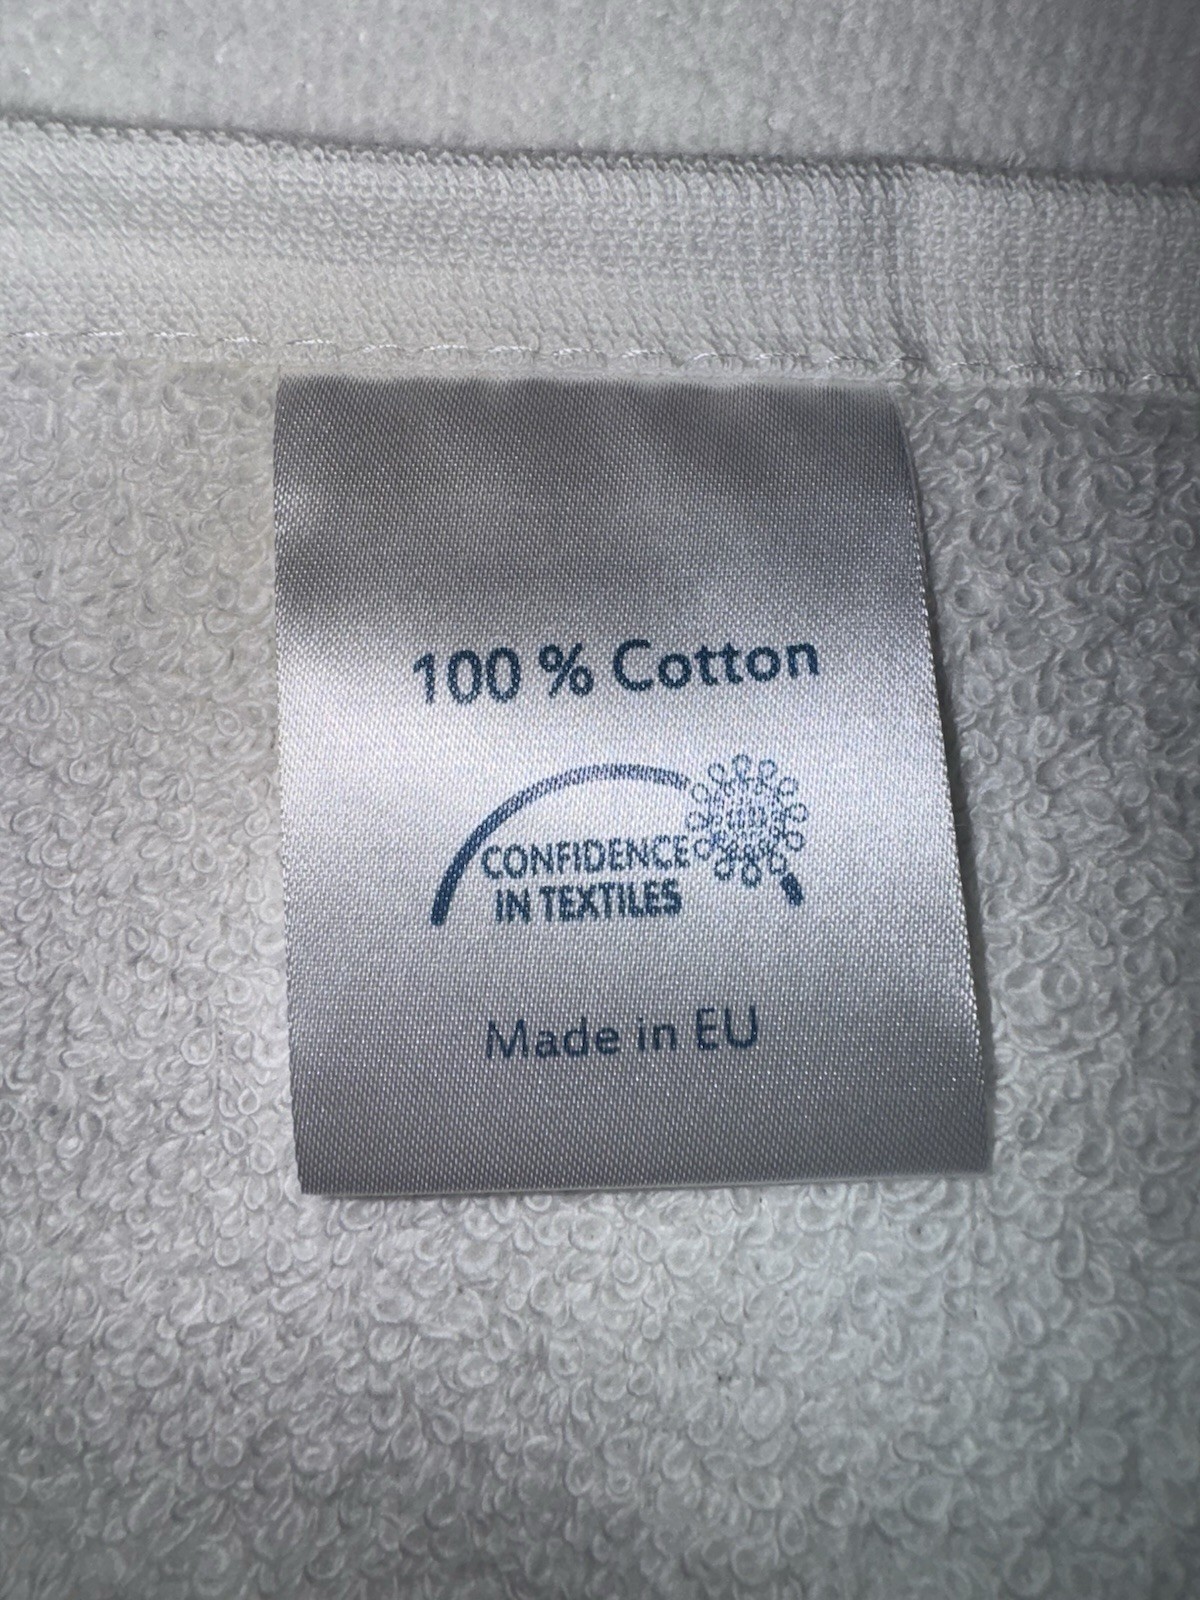 100 % Cotton
CONFIDENCE
IN TEXTILES
Made in EU